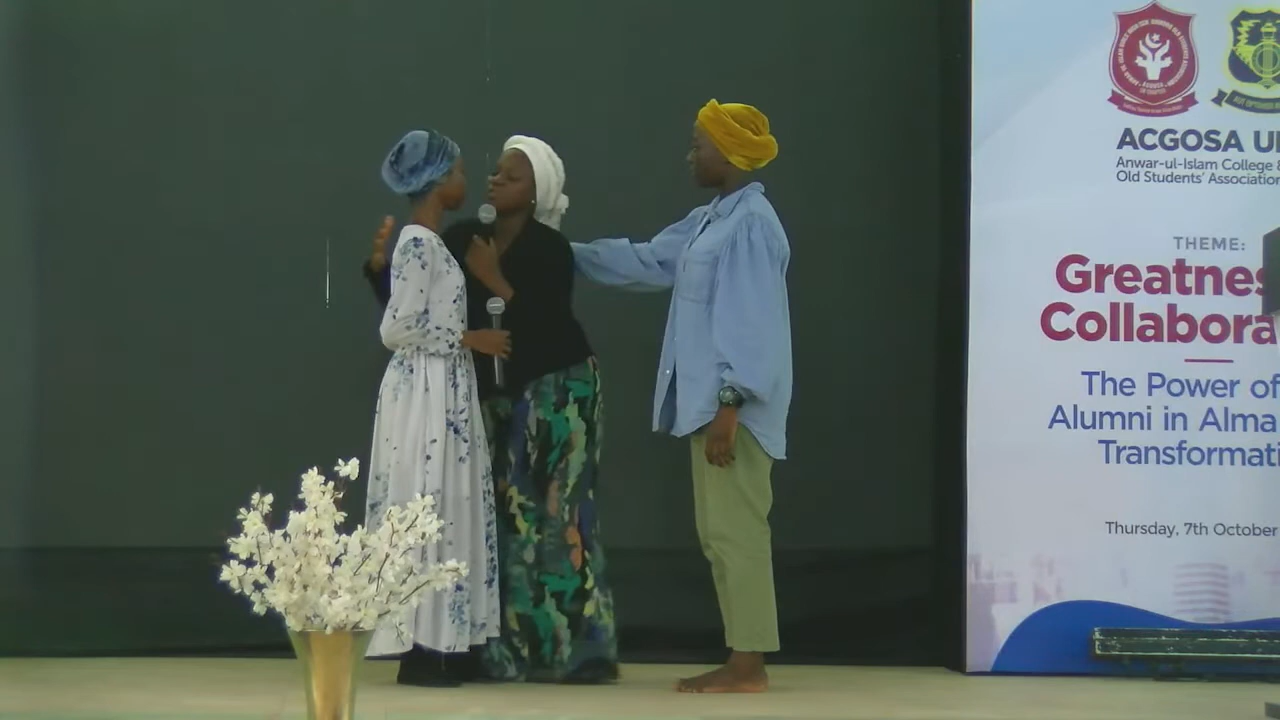 ACGOSA
Anwar-ul-Islam College &
Old Students' Association
THEME:
Greatnes
Collabora
The Power of
Alumni in Alma
Transformati
Thursday, 7th October